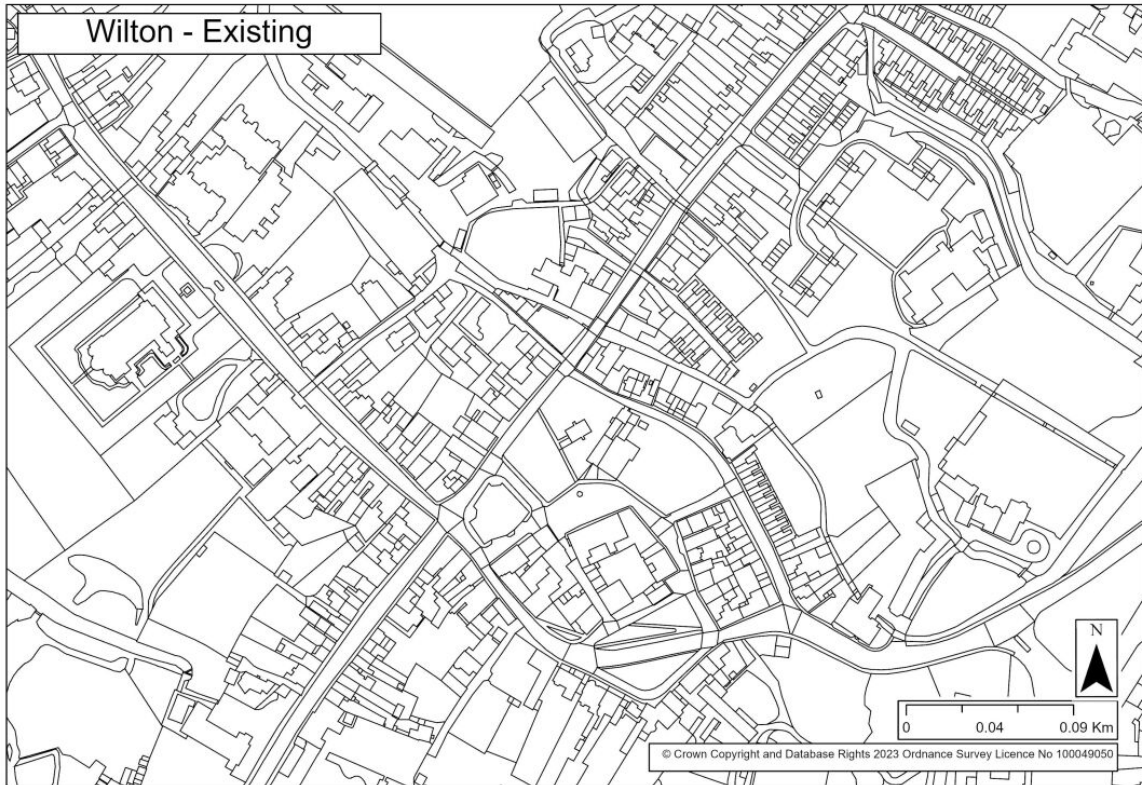 Wilton - Existing
N
0 0.04 0.09 Km
© Crown Copyright and Database Rights 2023 Ordnance Survey Licence No 100049050